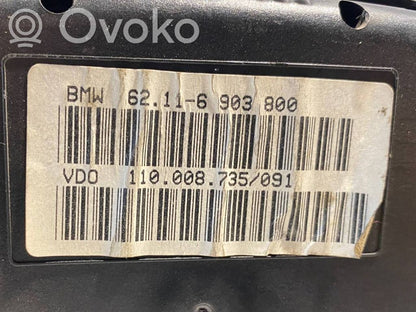 Ovoko
BMW 62.11-6 903 800
VDO 110.008.735/091